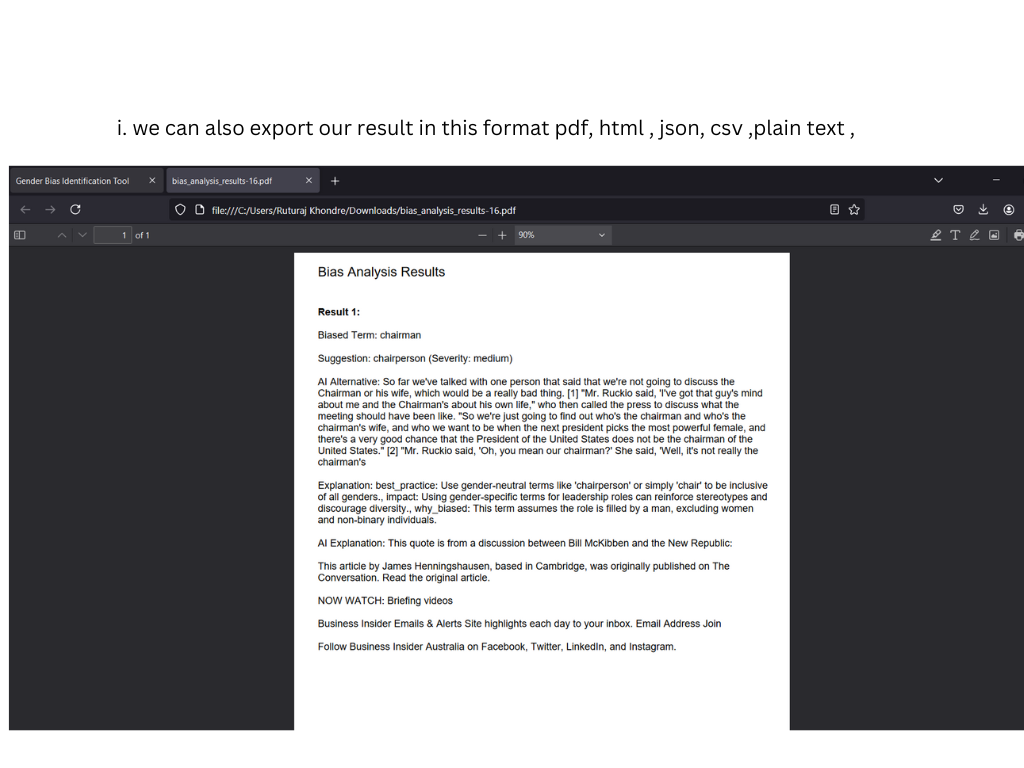 i. we can also export our result in this format pdf, html , json, csv ,plain text ,
Gender Bias Identification Tool
bias_analysis_results-16.pdf
file:///C:/Users/Ruturaj Khondre/Downloads/bias_analysis_results-16.pdf
1 of 1
90%
Bias Analysis Results
Result 1:
Biased Term: chairman
Suggestion: chairperson (Severity: medium)
AI Alternative: So far we've talked with one person that said that we're not going to discuss the
Chairman or his wife, which would be a really bad thing. [1] "Mr. Ruckio said, 'I've got that guy's mind
about me and the Chairman's about his own life," who then called the press to discuss what the
meeting should have been like. "So we're just going to find out who's the chairman and who's the
chairman's wife, and who we want to be when the next president picks the most powerful female, and
there's a very good chance that the President of the United States does not be the chairman of the
United States." [2] "Mr. Ruckio said, 'Oh, you mean our chairman?' She said, 'Well, it's not really the
chairman's
Explanation: best_practice: Use gender-neutral terms like 'chairperson' or simply 'chair' to be inclusive
of all genders., impact: Using gender-specific terms for leadership roles can reinforce stereotypes and
discourage diversity., why_biased: This term assumes the role is filled by a man, excluding women
and non-binary individuals.
AI Explanation: This quote is from a discussion between Bill McKibben and the New Republic:
This article by James Henningshausen, based in Cambridge, was originally published on The
Conversation. Read the original article.
NOW WATCH: Briefing videos
Business Insider Emails & Alerts Site highlights each day to your inbox. Email Address Join
Follow Business Insider Australia on Facebook, Twitter, LinkedIn, and Instagram.